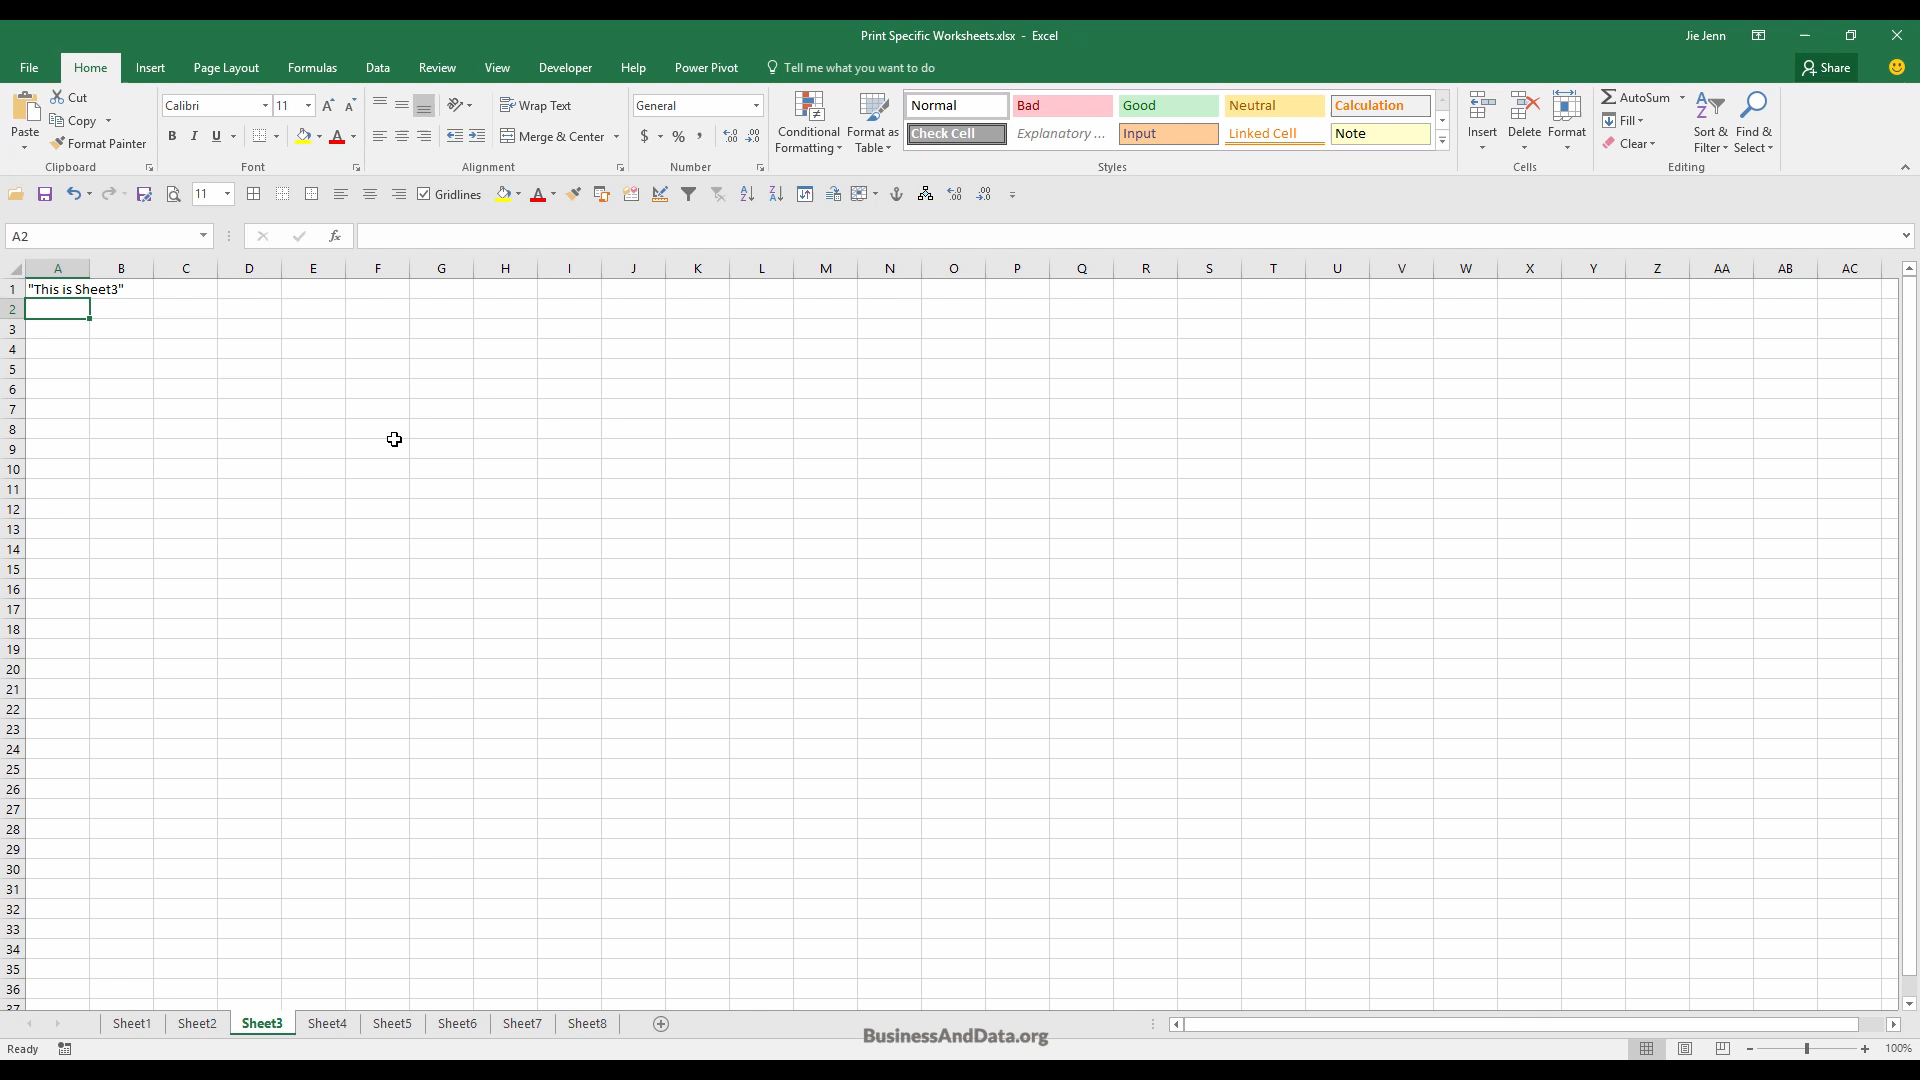 Print Specific Worksheets.xlsx - Excel
Jie Jenn
File Home Insert Page Layout Formulas Data Review View Developer Help Power Pivot Tell me what you want to do Share
Cut Calibri 11 Wrap Text General Normal Bad Good Neutral Calculation AutoSum
Paste Copy Conditional Formatting Format as Table Insert Delete Format Fill Sort & Filter Find & Select
Format Painter B I U Merge & Center $ % , Check Cell Explanatory ... Input Linked Cell Note Clear
Clipboard Font Alignment Number Styles Cells Editing
11 Gridlines
A2 fx
A B C D E F G H I J K L M N O P Q R S T U V W X Y Z AA AB AC
1 "This is Sheet3"
2
3
4
5
6
7
8
9
10
11
12
13
14
15
16
17
18
19
20
21
22
23
24
25
26
27
28
29
30
31
32
33
34
35
36
37
Sheet1 Sheet2 Sheet3 Sheet4 Sheet5 Sheet6 Sheet7 Sheet8
BusinessAndData.org
Ready 100%